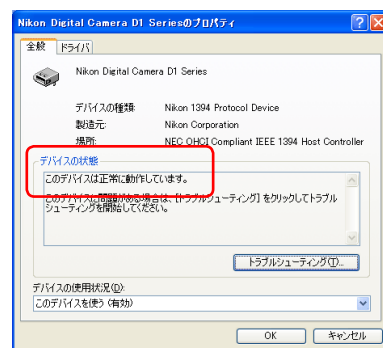 Nikon Digital Camera D1 Seriesのプロパティ
全般 ドライバ
Nikon Digital Camera D1 Series
デバイスの種類: Nikon 1394 Protocol Device
製造元: Nikon Corporation
場所: NEC OHCI Compliant IEEE 1394 Host Controller
デバイスの状態
このデバイスは正常に動作しています。
このデバイスに問題がある場合は、[トラブルシューティング] をクリックしてトラブル
シューティングを開始してください。
トラブルシューティング(T)...
デバイスの使用状況(D):
このデバイスを使う (有効)
OK キャンセル